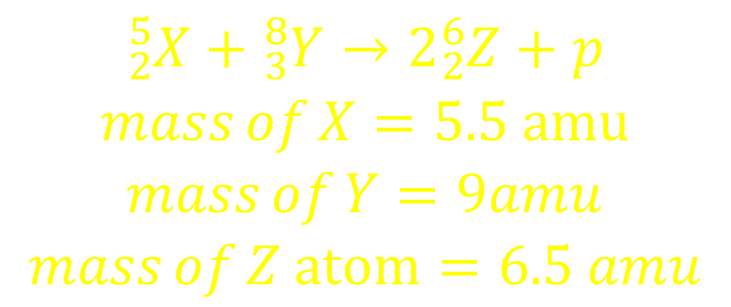 ⁵₂X + ⁸₃Y → 2⁶₂Z + p
mass of X = 5.5 amu
mass of Y = 9amu
mass of Z atom = 6.5 amu